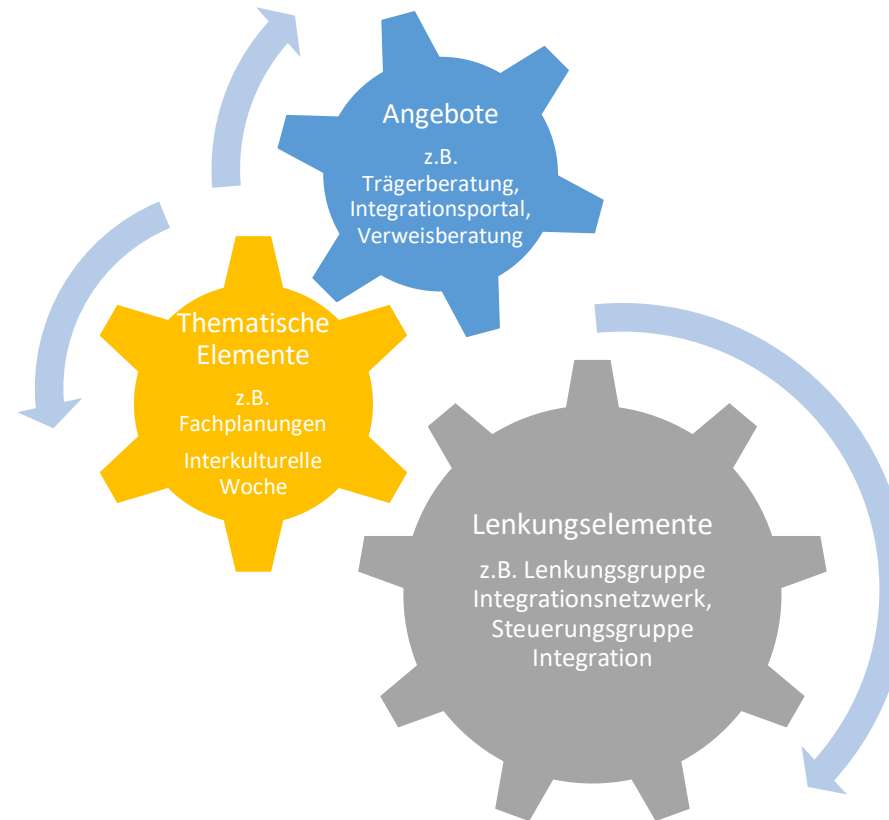 Angebote
z.B.
Trägerberatung,
Integrationsportal,
Verweisberatung
Thematische
Elemente
z.B.
Fachplanungen
Interkulturelle
Woche
Lenkungselemente
z.B. Lenkungsgruppe
Integrationsnetzwerk,
Steuerungsgruppe
Integration